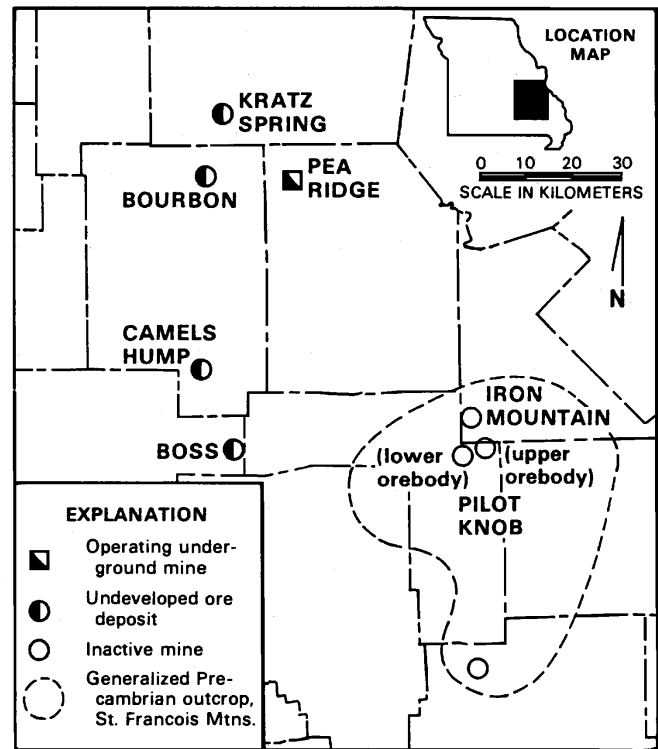 LOCATION
MAP
KRATZ
SPRING
PEA
RIDGE
BOURBON
0 10 20 30
SCALE IN KILOMETERS
N
CAMELS
HUMP
IRON
MOUNTAIN
BOSS
(lower
orebody)
(upper
orebody)
PILOT
KNOB
EXPLANATION
Operating under-
ground mine
Undeveloped ore
deposit
Inactive mine
Generalized Pre-
cambrian outcrop,
St. Francois Mtns.